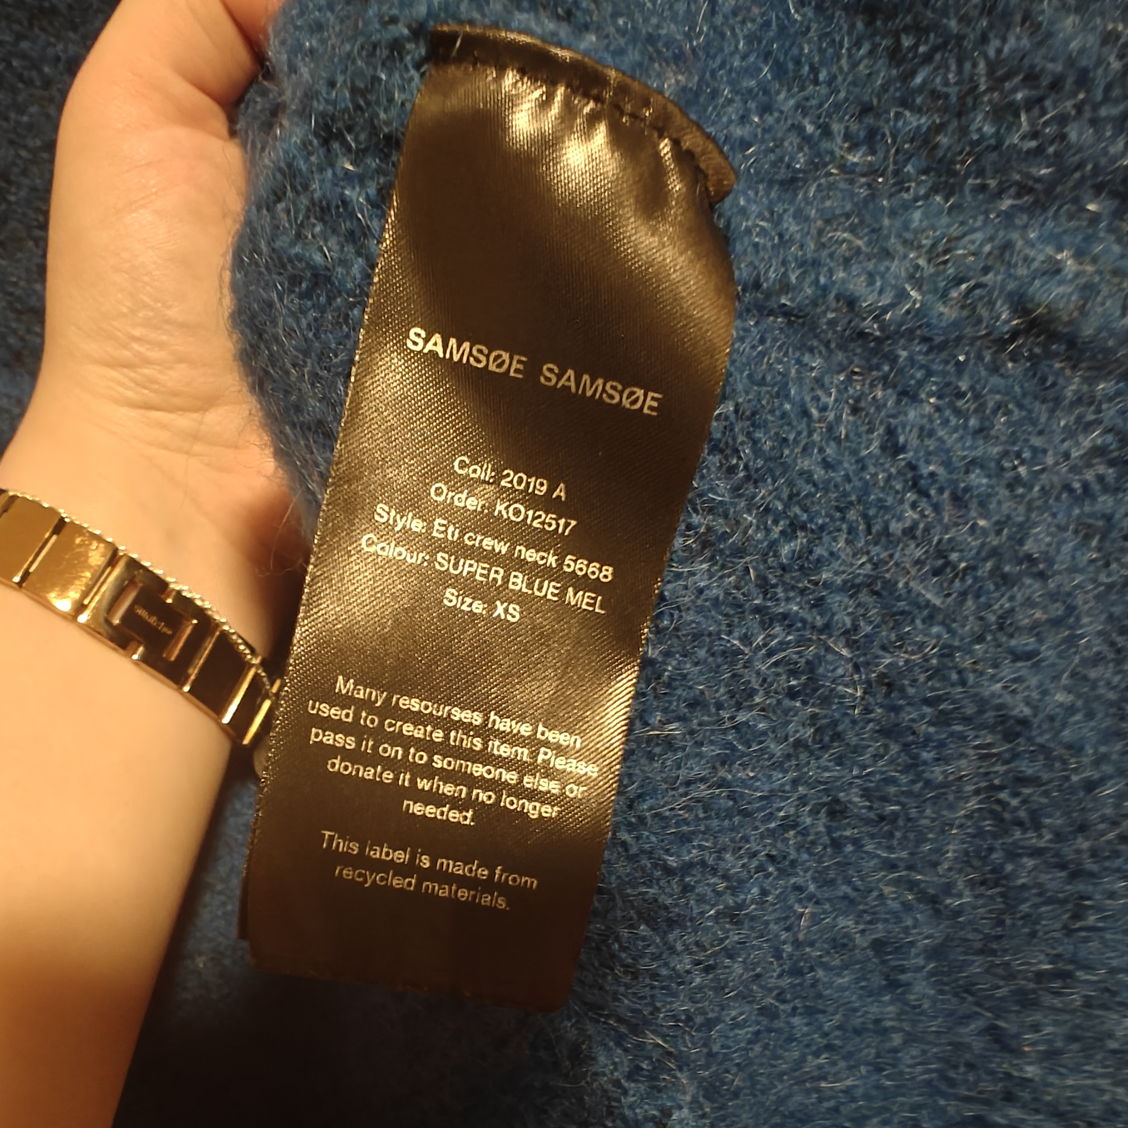 SAMSØE SAMSØE
Coll: 2019 A
Order: KO12517
Style: Eti crew neck 5668
Colour: SUPER BLUE MEL
Size: XS
Many resourses have been
used to create this item. Please
pass it on to someone else or
donate it when no longer
needed.
This label is made from
recycled materials.